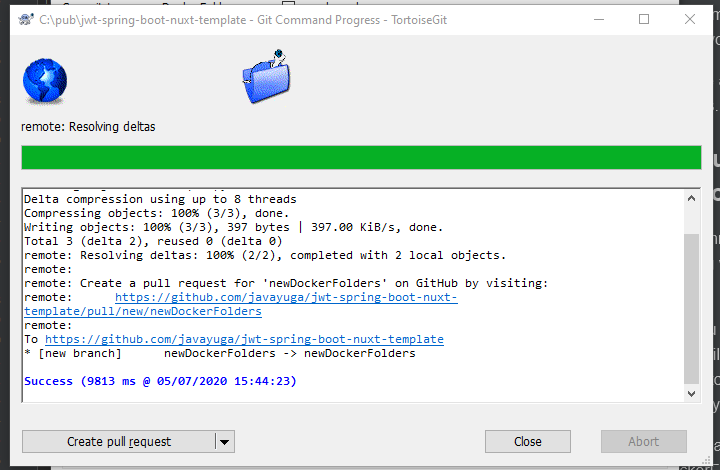 C:\pub\jwt-spring-boot-nuxt-template - Git Command Progress - TortoiseGit
remote: Resolving deltas
Delta compression using up to 8 threads
Compressing objects: 100% (3/3), done.
Writing objects: 100% (3/3), 397 bytes | 397.00 KiB/s, done.
Total 3 (delta 2), reused 0 (delta 0)
remote: Resolving deltas: 100% (2/2), completed with 2 local objects.
remote:
remote: Create a pull request for 'newDockerFolders' on GitHub by visiting:
remote:      https://github.com/javayuga/jwt-spring-boot-nuxt-
template/pull/new/newDockerFolders
remote:
To https://github.com/javayuga/jwt-spring-boot-nuxt-template
* [new branch]      newDockerFolders -> newDockerFolders
Success (9813 ms @ 05/07/2020 15:44:23)
Create pull request
Close
Abort